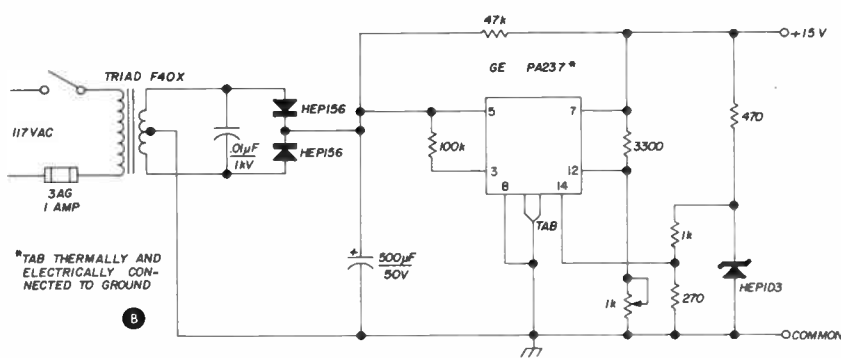 47k
+15 V
TRIAD F40X
GE PA237*
HEP156
117VAC
.01µF
1kV
HEP156
5
7
470
100k
3300
3
12
8
14
3AG
1 AMP
TAB
1k
*TAB THERMALLY AND
ELECTRICALLY CON-
NECTED TO GROUND
+
500µF
50V
HEP103
B
1k
270
COMMON